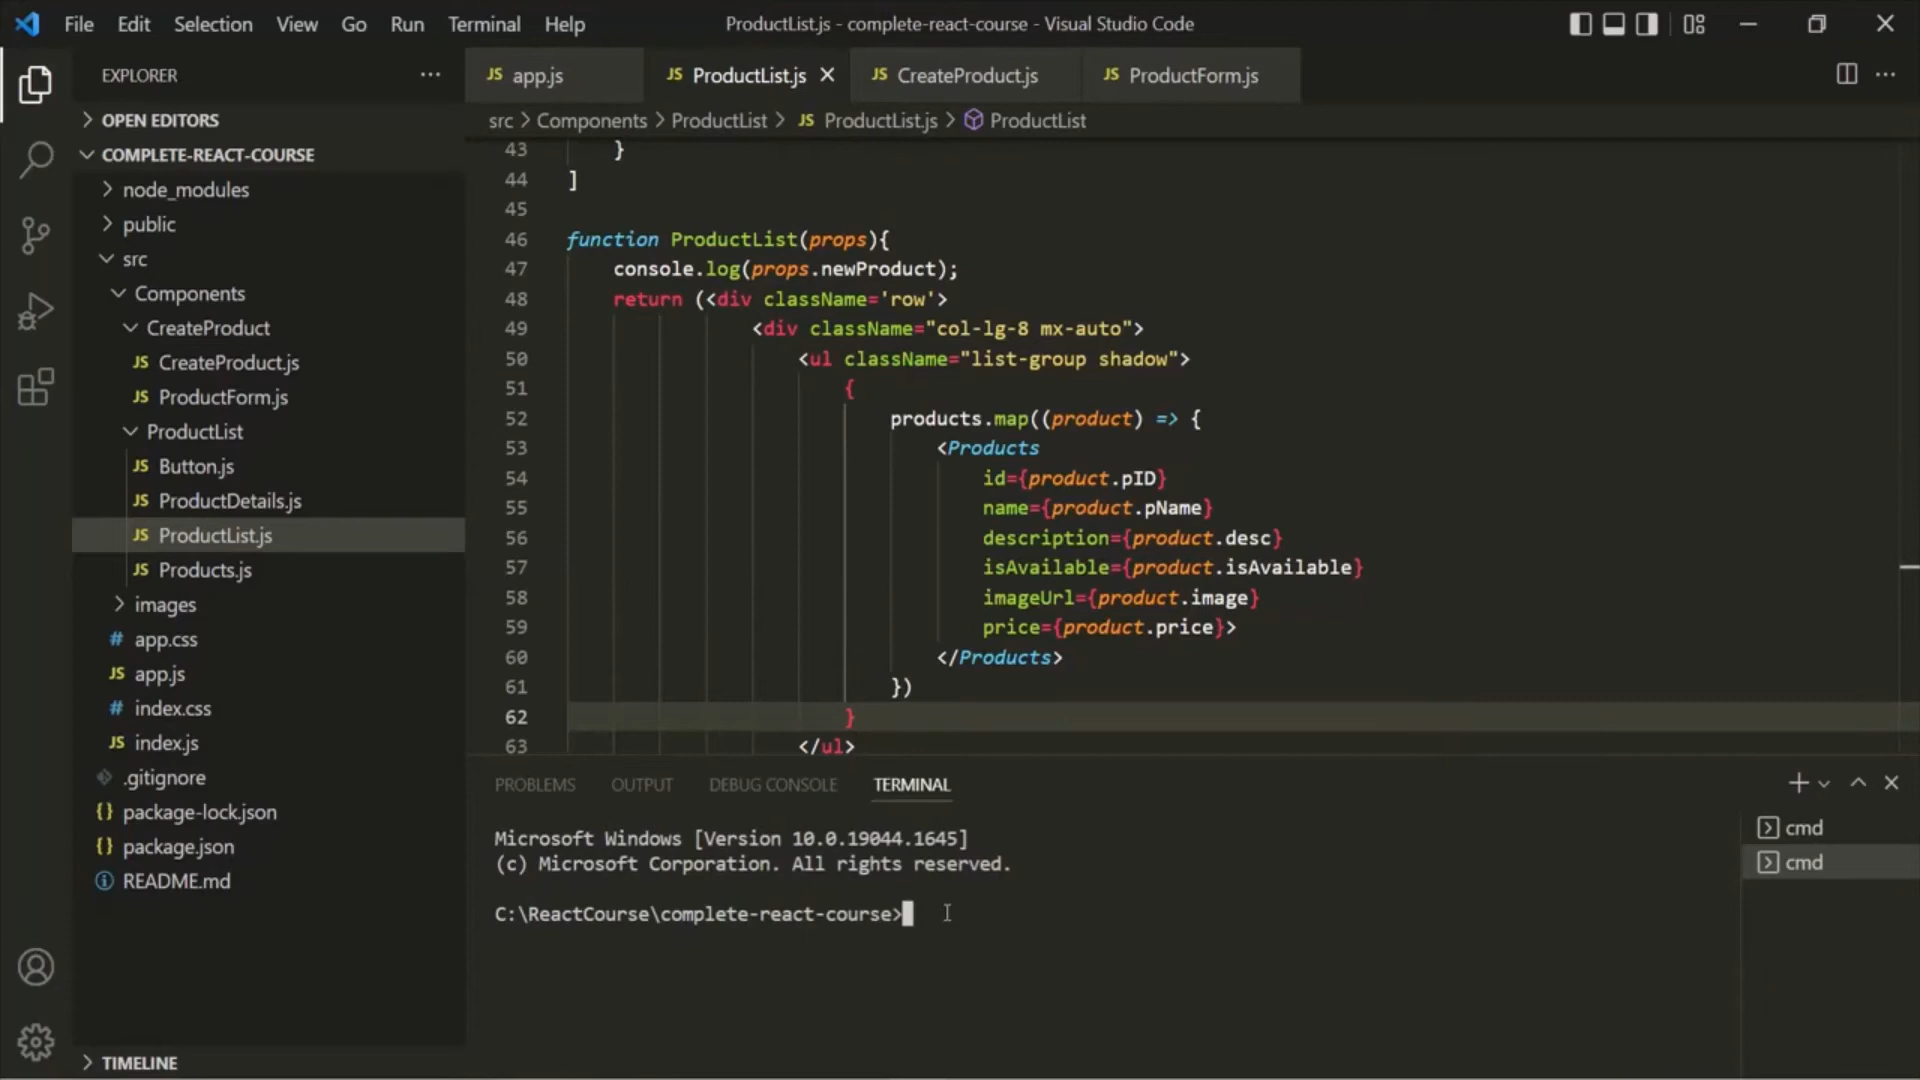 File Edit Selection View Go Run Terminal Help ProductList.js - complete-react-course - Visual Studio Code
EXPLORER
OPEN EDITORS
COMPLETE-REACT-COURSE
node_modules
public
src
Components
CreateProduct
JS CreateProduct.js
JS ProductForm.js
ProductList
JS Button.js
JS ProductDetails.js
JS ProductList.js
JS Products.js
images
# app.css
JS app.js
# index.css
JS index.js
.gitignore
{} package-lock.json
{} package.json
README.md
TIMELINE
JS app.js JS ProductList.js JS CreateProduct.js JS ProductForm.js
src > Components > ProductList > JS ProductList.js > ProductList
43 }
44 ]
45
46 function ProductList(props){
47 console.log(props.newProduct);
48 return (<div className='row'>
49 <div className="col-lg-8 mx-auto">
50 <ul className="list-group shadow">
51 {
52 products.map((product) => {
53 <Products
54 id={product.pID}
55 name={product.pName}
56 description={product.desc}
57 isAvailable={product.isAvailable}
58 imageUrl={product.image}
59 price={product.price}>
60 </Products>
61 })
62 }
63 </ul>
PROBLEMS OUTPUT DEBUG CONSOLE TERMINAL
Microsoft Windows [Version 10.0.19044.1645]
(c) Microsoft Corporation. All rights reserved.
C:\ReactCourse\complete-react-course>
cmd
cmd